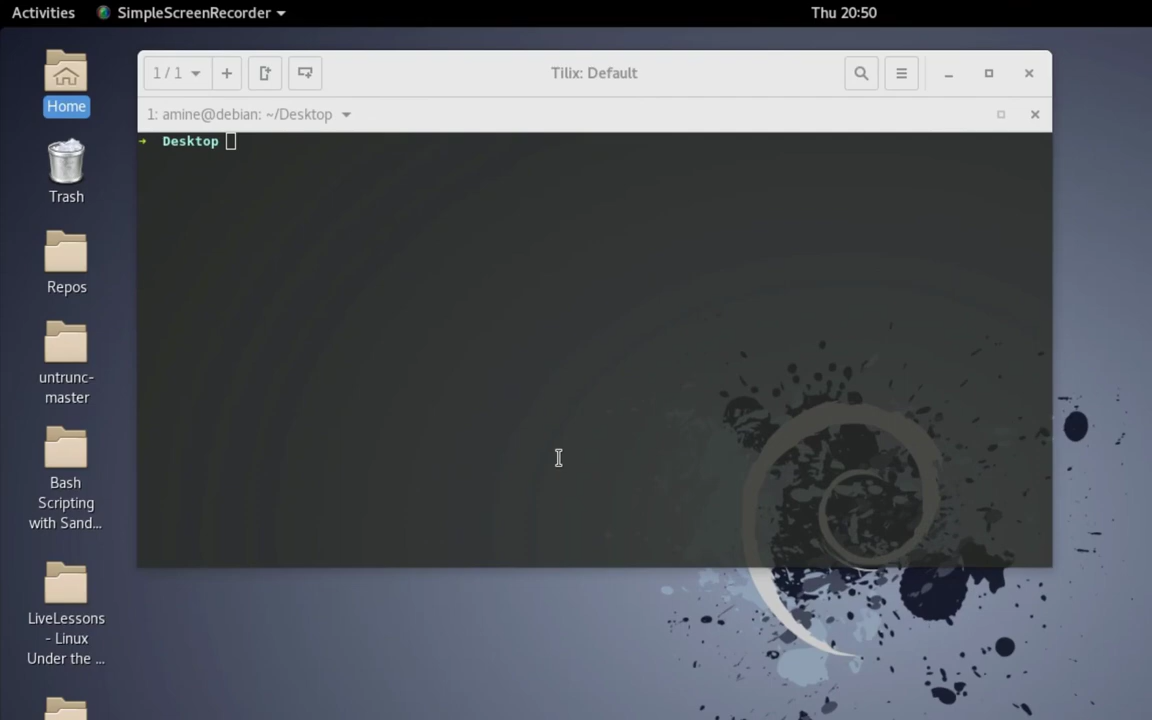 Activities SimpleScreenRecorder Thu 20:50
1 / 1 Tilix: Default
1: amine@debian: ~/Desktop
➜ Desktop
Home
Trash
Repos
untrunc-
master
Bash
Scripting
with Sand...
LiveLessons
- Linux
Under the ...